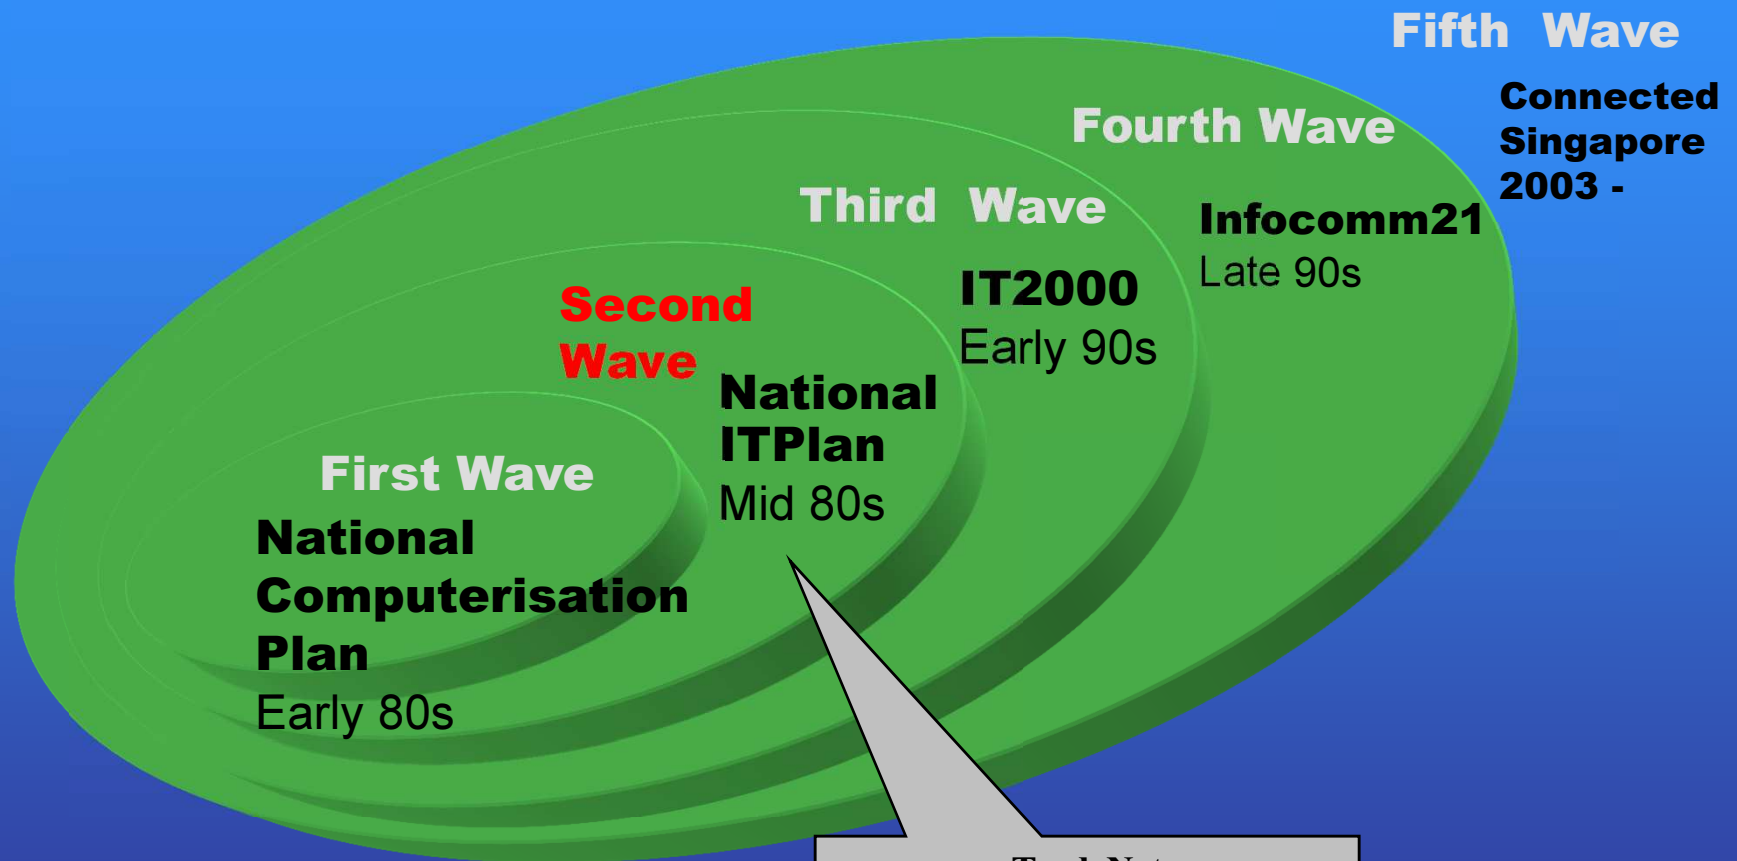 Fifth Wave
Connected
Singapore
2003 -
Fourth Wave
Infocomm21
Late 90s
Third Wave
IT2000
Early 90s
Second
Wave
National
ITPlan
Mid 80s
First Wave
National
Computerisation
Plan
Early 80s